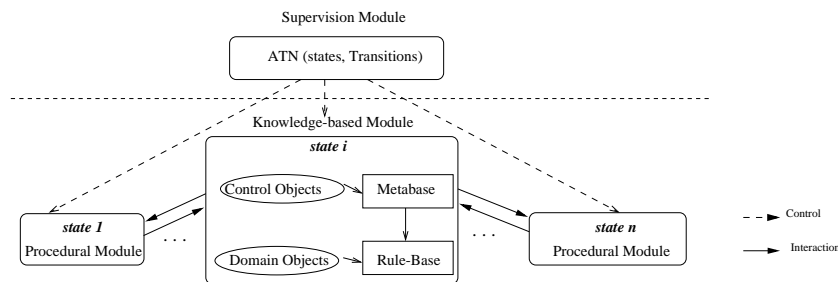 Supervision Module
ATN (states, Transitions)
Knowledge-based Module
state i
Control Objects
Metabase
state 1
Procedural Module
. . .
Domain Objects
Rule-Base
. . .
state n
Procedural Module
Control
Interaction